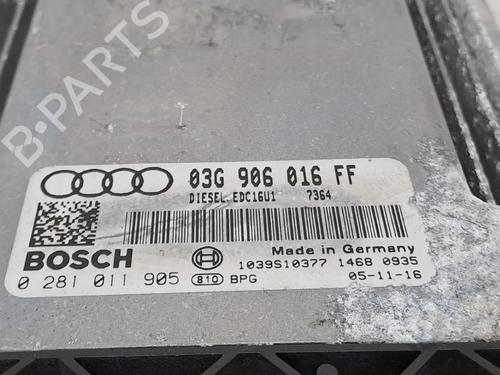 B-PARTS
03G 906 016 FF
DIESEL EDC16U1 7364
BOSCH
Made in Germany
1039S10377 1468 0935
0 281 011 905 810 BPG 05-11-16